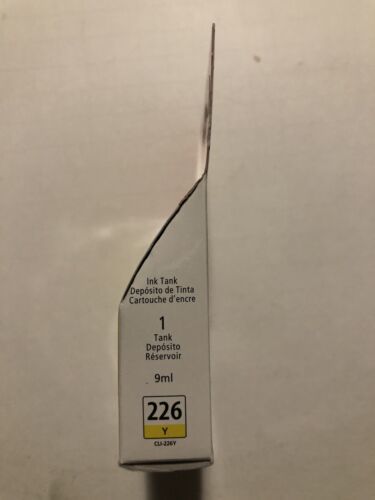 Ink Tank
Depósito de Tinta
Cartouche d'encre
1
Tank
Depósito
Réservoir
9ml
226
Y
CLI-226Y